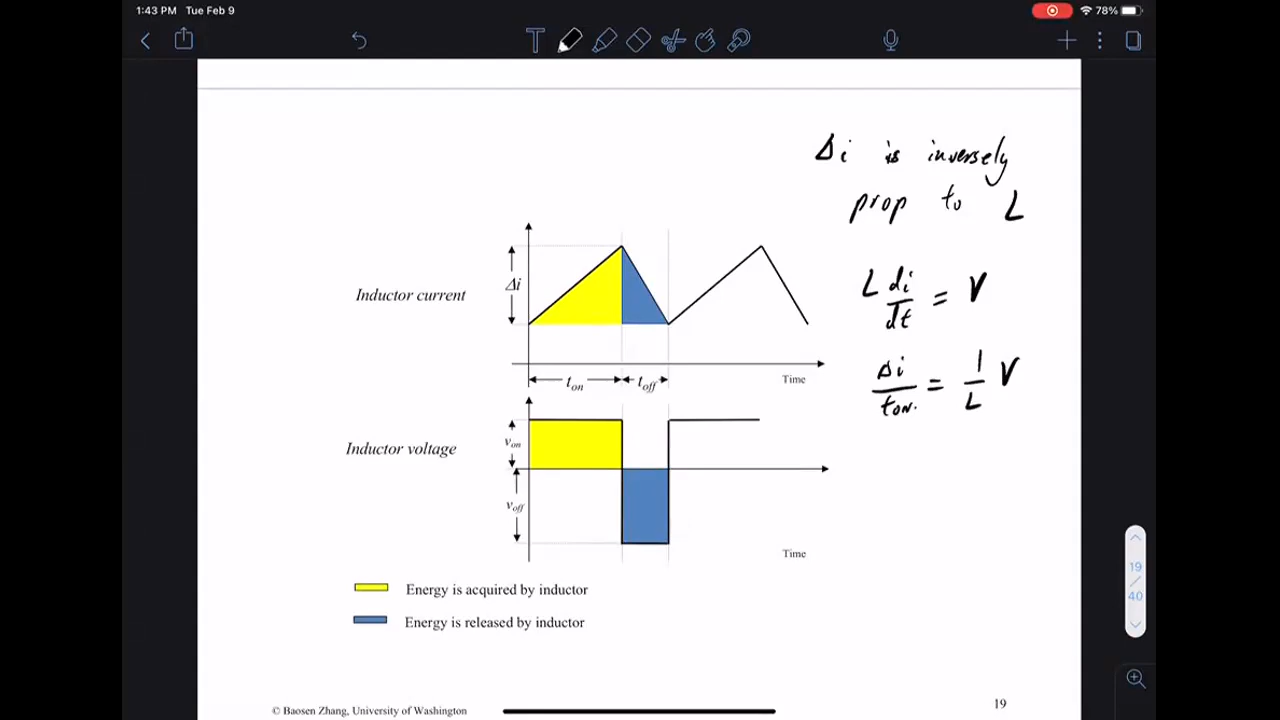 1:43 PM Tue Feb 9
78%
Δi is inversely
prop to L
L di/dt = V
Δi/ton. = 1/L V
Inductor current
Δi
ton
toff
Time
Inductor voltage
von
voff
Time
Energy is acquired by inductor
Energy is released by inductor
19
/
40
© Baosen Zhang, University of Washington
19